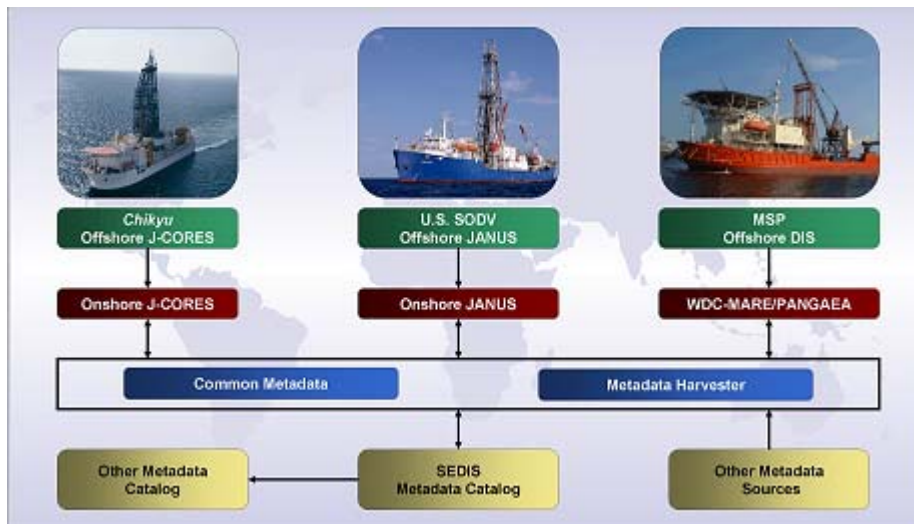 Chikyu
Offshore J-CORES
U.S. SODV
Offshore JANUS
MSP
Offshore DIS
Onshore J-CORES
Onshore JANUS
WDC-MARE/PANGAEA
Common Metadata
Metadata Harvester
Other Metadata
Catalog
SEDIS
Metadata Catalog
Other Metadata
Sources